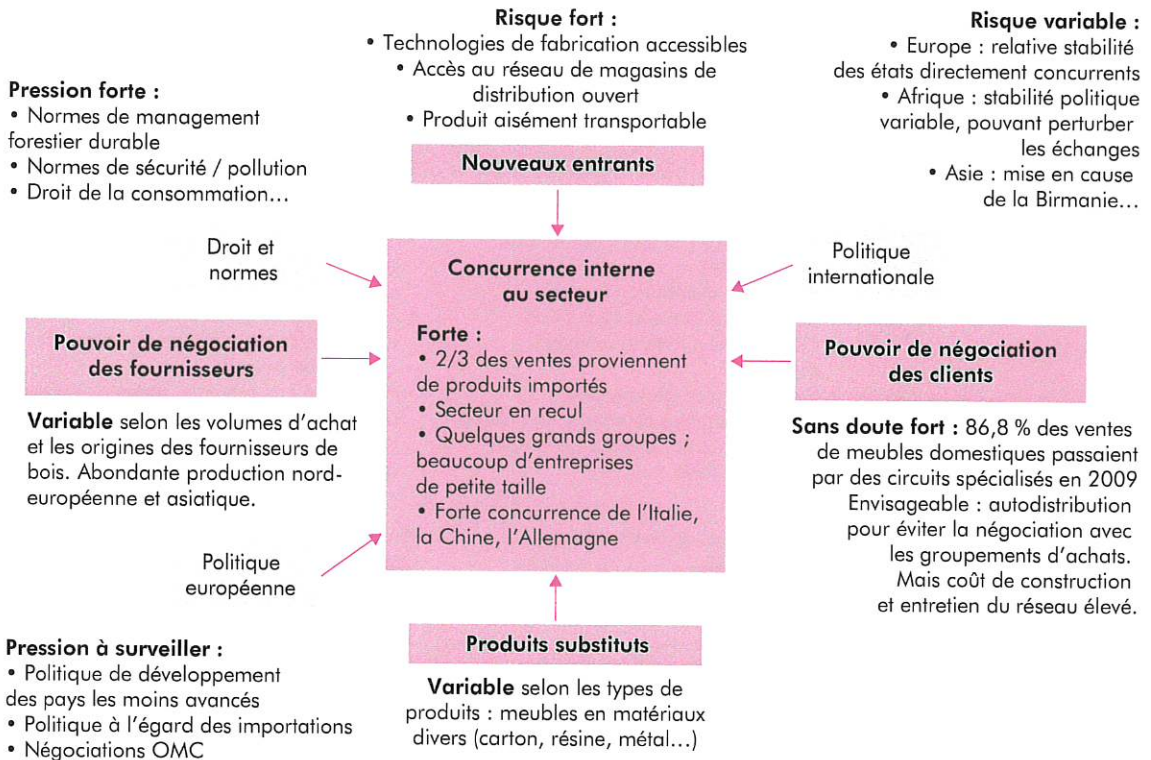 Risque fort :
• Technologies de fabrication accessibles
• Accès au réseau de magasins de
distribution ouvert
• Produit aisément transportable
Nouveaux entrants
Risque variable :
• Europe : relative stabilité
des états directement concurrents
• Afrique : stabilité politique
variable, pouvant perturber
les échanges
• Asie : mise en cause
de la Birmanie…
Pression forte :
• Normes de management
forestier durable
• Normes de sécurité / pollution
• Droit de la consommation…
Droit et
normes
Concurrence interne
au secteur
Forte :
• 2/3 des ventes proviennent
de produits importés
• Secteur en recul
• Quelques grands groupes ;
beaucoup d’entreprises
de petite taille
• Forte concurrence de l’Italie,
la Chine, l’Allemagne
Politique
internationale
Pouvoir de négociation
des fournisseurs
Variable selon les volumes d’achat
et les origines des fournisseurs de
bois. Abondante production nord-
européenne et asiatique.
Pouvoir de négociation
des clients
Sans doute fort : 86,8 % des ventes
de meubles domestiques passaient
par des circuits spécialisés en 2009
Envisageable : autodistribution
pour éviter la négociation avec
les groupements d’achats.
Mais coût de construction
et entretien du réseau élevé.
Politique
européenne
Pression à surveiller :
• Politique de développement
des pays les moins avancés
• Politique à l’égard des importations
• Négociations OMC
Produits substituts
Variable selon les types de
produits : meubles en matériaux
divers (carton, résine, métal…)